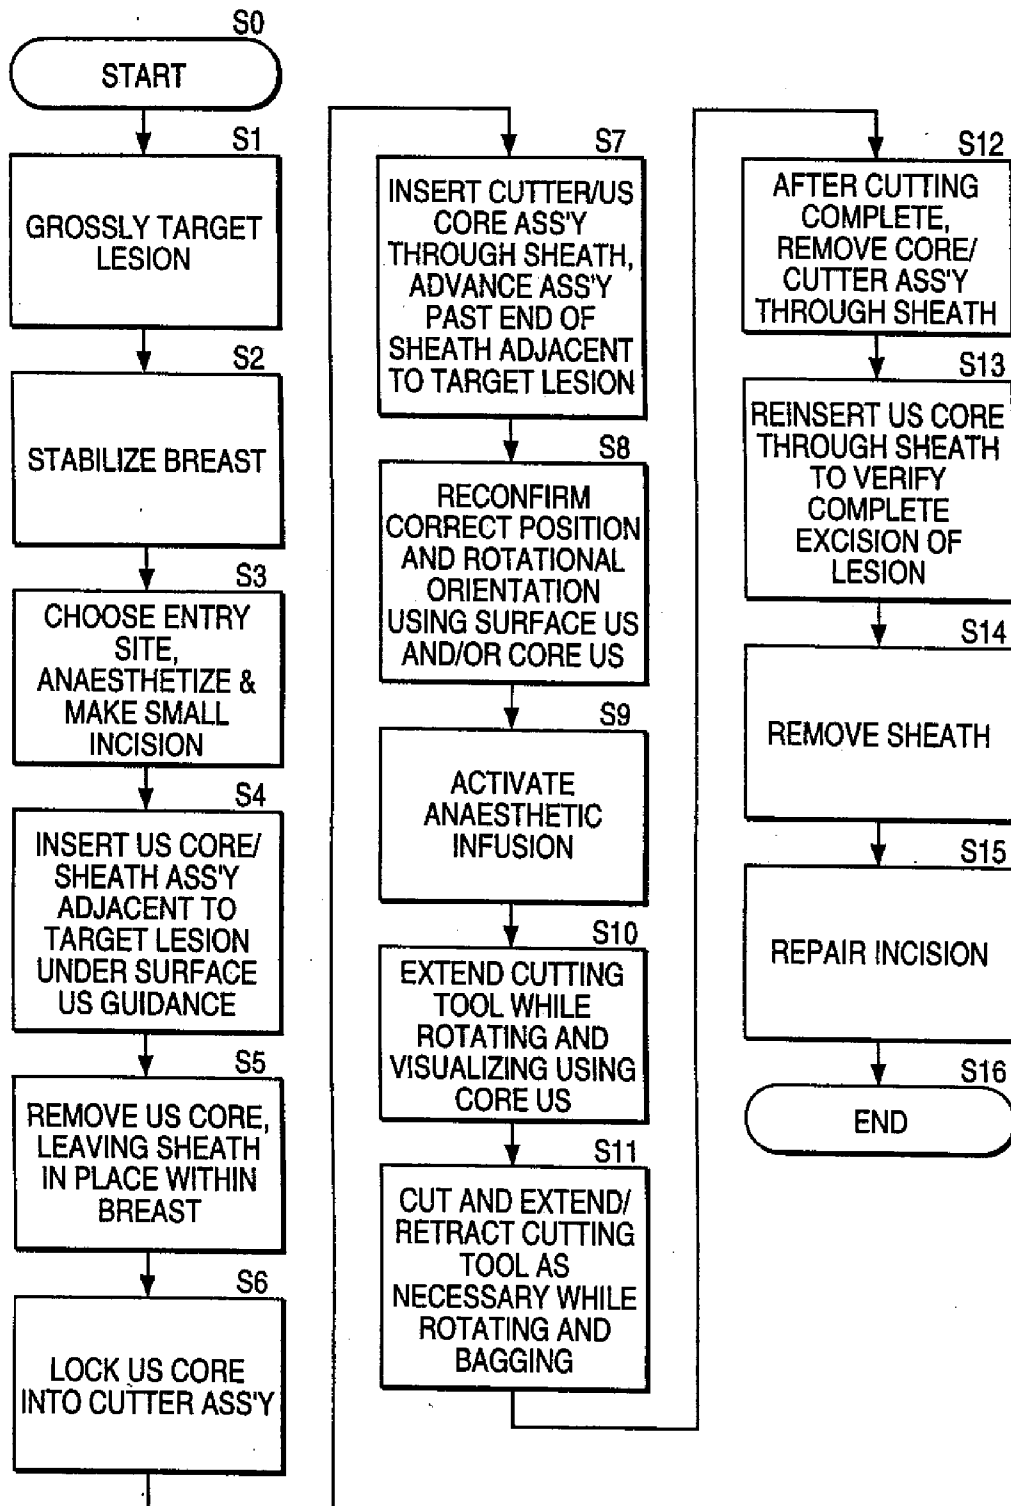 S0
START
S1
GROSSLY TARGET
LESION
S2
STABILIZE BREAST
S3
CHOOSE ENTRY
SITE,
ANAESTHETIZE &
MAKE SMALL
INCISION
S4
INSERT US CORE/
SHEATH ASS'Y
ADJACENT TO
TARGET LESION
UNDER SURFACE
US GUIDANCE
S5
REMOVE US CORE,
LEAVING SHEATH
IN PLACE WITHIN
BREAST
S6
LOCK US CORE
INTO CUTTER ASS'Y
S7
INSERT CUTTER/US
CORE ASS'Y
THROUGH SHEATH,
ADVANCE ASS'Y
PAST END OF
SHEATH ADJACENT
TO TARGET LESION
S8
RECONFIRM
CORRECT POSITION
AND ROTATIONAL
ORIENTATION
USING SURFACE US
AND/OR CORE US
S9
ACTIVATE
ANAESTHETIC
INFUSION
S10
EXTEND CUTTING
TOOL WHILE
ROTATING AND
VISUALIZING USING
CORE US
S11
CUT AND EXTEND/
RETRACT CUTTING
TOOL AS
NECESSARY WHILE
ROTATING AND
BAGGING
S12
AFTER CUTTING
COMPLETE,
REMOVE CORE/
CUTTER ASS'Y
THROUGH SHEATH
S13
REINSERT US CORE
THROUGH SHEATH
TO VERIFY
COMPLETE
EXCISION OF
LESION
S14
REMOVE SHEATH
S15
REPAIR INCISION
S16
END